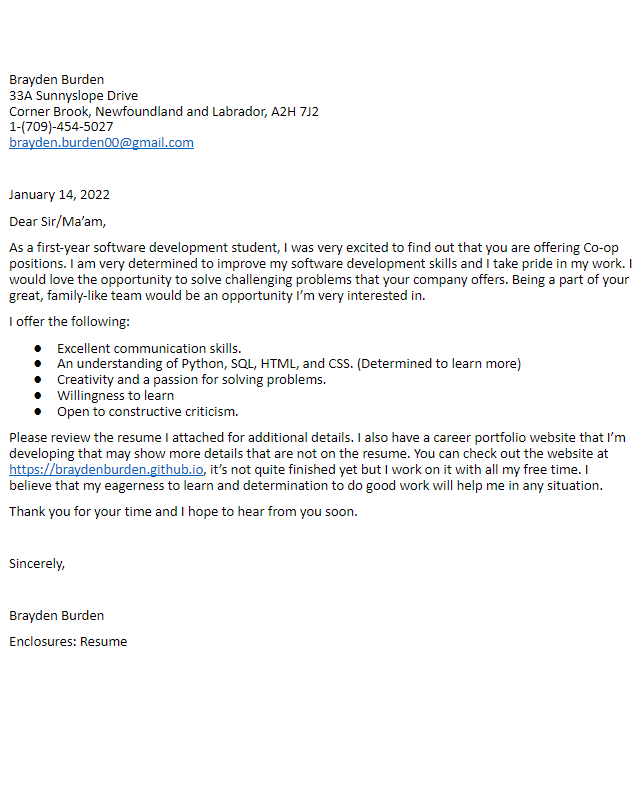 Brayden Burden
33A Sunnyslope Drive
Corner Brook, Newfoundland and Labrador, A2H 7J2
1-(709)-454-5027
brayden.burden00@gmail.com
January 14, 2022
Dear Sir/Ma'am,
As a first-year software development student, I was very excited to find out that you are offering Co-op
positions. I am very determined to improve my software development skills and I take pride in my work. I
would love the opportunity to solve challenging problems that your company offers. Being a part of your
great, family-like team would be an opportunity I'm very interested in.
I offer the following:
● Excellent communication skills.
● An understanding of Python, SQL, HTML, and CSS. (Determined to learn more)
● Creativity and a passion for solving problems.
● Willingness to learn
● Open to constructive criticism.
Please review the resume I attached for additional details. I also have a career portfolio website that I'm
developing that may show more details that are not on the resume. You can check out the website at
https://braydenburden.github.io, it's not quite finished yet but I work on it with all my free time. I
believe that my eagerness to learn and determination to do good work will help me in any situation.
Thank you for your time and I hope to hear from you soon.
Sincerely,
Brayden Burden
Enclosures: Resume